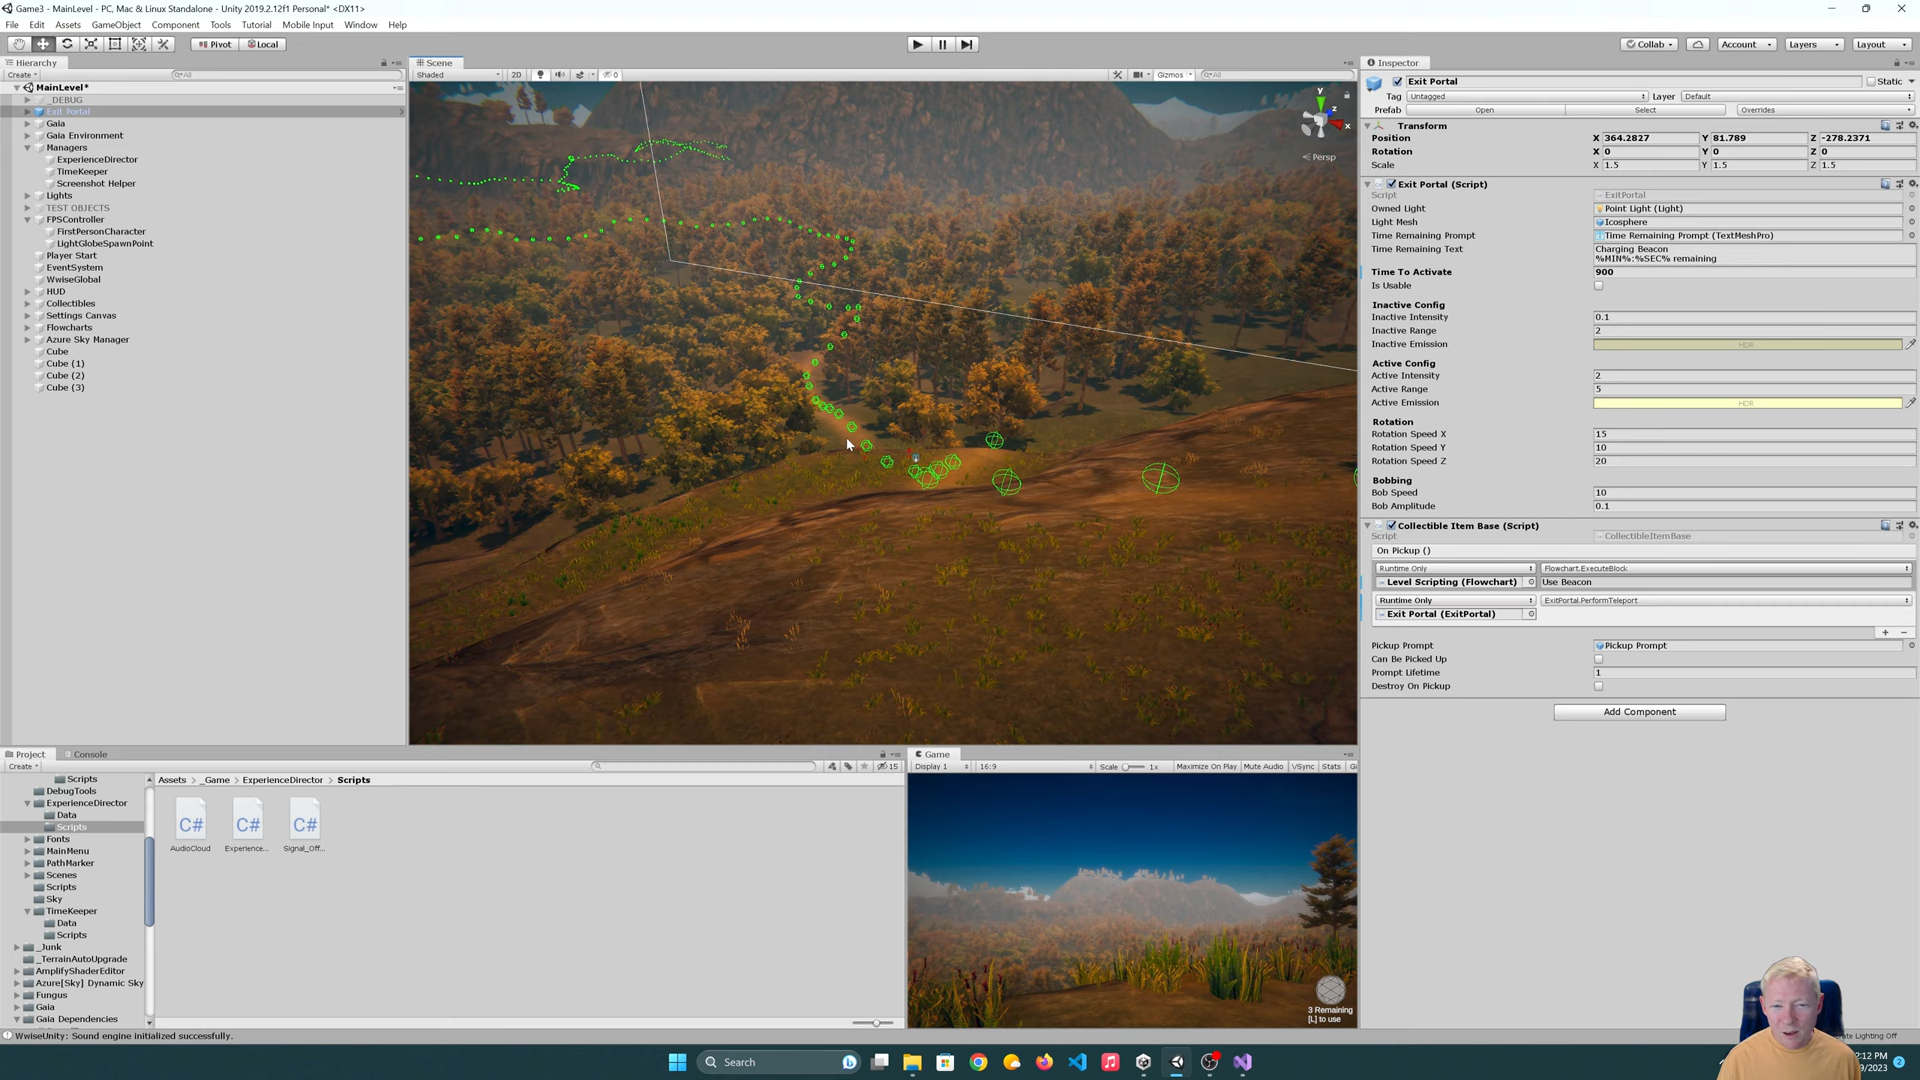 Game3 - MainLevel - PC, Mac & Linux Standalone - Unity 2019.2.12f1 Personal* <DX11>
File Edit Assets GameObject Component Tools Tutorial Mobile Input Window Help
Pivot Local
Collab Account Layers Layout
Hierarchy
Create All
MainLevel*
_DEBUG
Exit Portal
Gaia
Gaia Environment
Managers
ExperienceDirector
TimeKeeper
Screenshot Helper
Lights
TEST OBJECTS
FPSController
FirstPersonCharacter
LightGlobeSpawnPoint
Player Start
EventSystem
WwiseGlobal
HUD
Collectibles
Settings Canvas
Flowcharts
Azure Sky Manager
Cube
Cube (1)
Cube (2)
Cube (3)
Scene
Shaded 2D 0 Gizmos All
y
z
x
Persp
Inspector
Exit Portal Static
Tag Untagged Layer Default
Prefab Open Select Overrides
Transform
Position X 364.2827 Y 81.789 Z -278.2371
Rotation X 0 Y 0 Z 0
Scale X 1.5 Y 1.5 Z 1.5
Exit Portal (Script)
Script ExitPortal
Owned Light Point Light (Light)
Light Mesh Icosphere
Time Remaining Prompt Time Remaining Prompt (TextMeshPro)
Time Remaining Text Charging Beacon
%MIN%:%SEC% remaining
Time To Activate 900
Is Usable
Inactive Config
Inactive Intensity 0.1
Inactive Range 2
Inactive Emission HDR
Active Config
Active Intensity 2
Active Range 5
Active Emission HDR
Rotation
Rotation Speed X 15
Rotation Speed Y 10
Rotation Speed Z 20
Bobbing
Bob Speed 10
Bob Amplitude 0.1
Collectible Item Base (Script)
Script CollectibleItemBase
On Pickup ()
Runtime Only Flowchart.ExecuteBlock
Level Scripting (Flowchart) Use Beacon
Runtime Only ExitPortal.PerformTeleport
Exit Portal (ExitPortal)
Pickup Prompt Pickup Prompt
Can Be Picked Up
Prompt Lifetime 1
Destroy On Pickup
Add Component
Project Console
Create 15
Scripts
DebugTools
ExperienceDirector
Data
Scripts
Fonts
MainMenu
PathMarker
Scenes
Scripts
Sky
TimeKeeper
Data
Scripts
_Junk
_TerrainAutoUpgrade
AmplifyShaderEditor
Azure[Sky] Dynamic Sky
Fungus
Gaia
Gaia Dependencies
Assets > _Game > ExperienceDirector > Scripts
C# C# C#
AudioCloud Experience... Signal_Off...
Game
Display 1 16:9 Scale 1x Maximize On Play Mute Audio VSync Stats Gi
3 Remaining
[L] to use
WwiseUnity: Sound engine initialized successfully.
Lighting Off
Search
2:12 PM
/2023
2